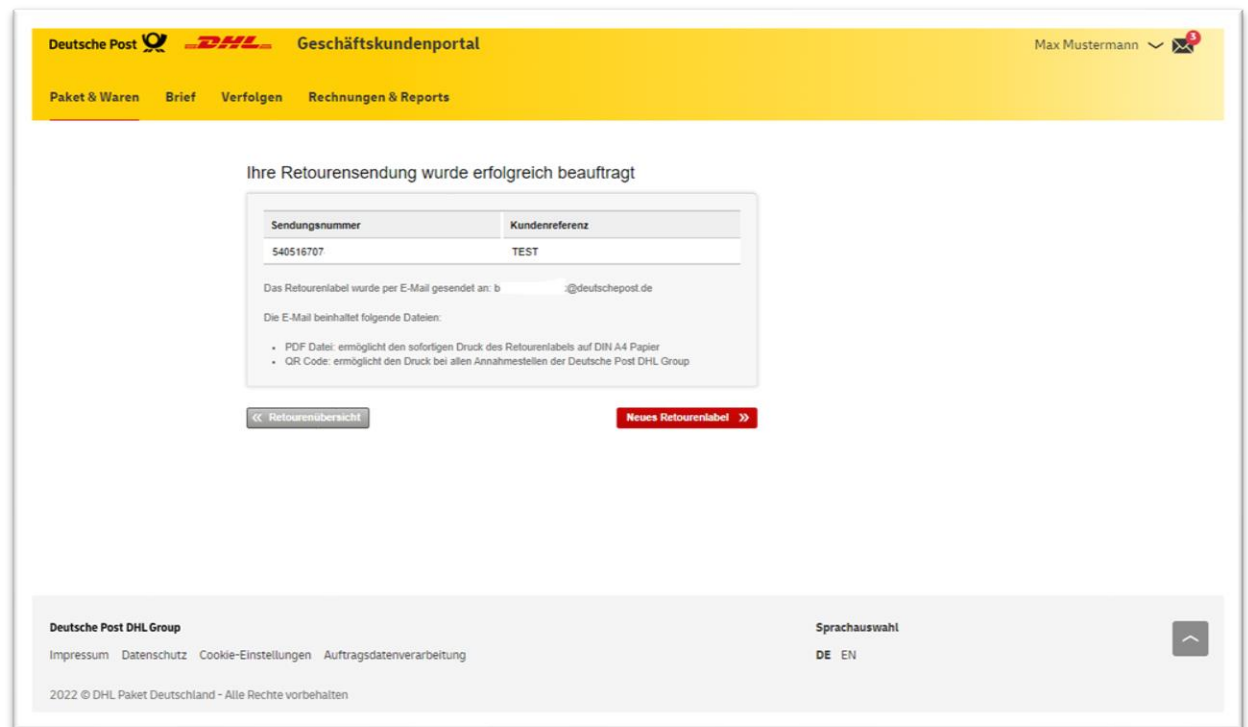 Deutsche Post DHL Geschäftskundenportal Max Mustermann 3
Paket & Waren Brief Verfolgen Rechnungen & Reports
Ihre Retourensendung wurde erfolgreich beauftragt
Sendungsnummer Kundenreferenz
540516707 TEST
Das Retourenlabel wurde per E-Mail gesendet an: b @deutschepost.de
Die E-Mail beinhaltet folgende Dateien:
• PDF Datei: ermöglicht den sofortigen Druck des Retourenlabels auf DIN A4 Papier
• QR Code: ermöglicht den Druck bei allen Annahmestellen der Deutsche Post DHL Group
« Retourenübersicht Neues Retourenlabel »
Deutsche Post DHL Group Sprachauswahl
Impressum Datenschutz Cookie-Einstellungen Auftragsdatenverarbeitung DE EN
2022 © DHL Paket Deutschland - Alle Rechte vorbehalten